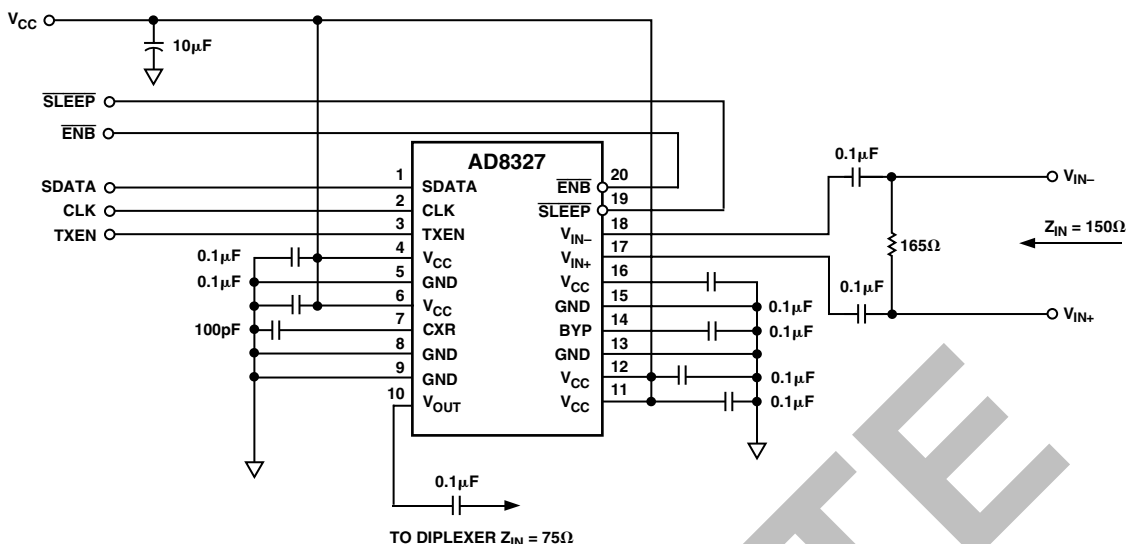 VCC
10µF
SLEEP
ENB
SDATA
CLK
TXEN
AD8327
1
SDATA
2
CLK
3
TXEN
4
VCC
5
GND
6
VCC
7
CXR
8
GND
9
GND
10
VOUT
20
ENB
19
SLEEP
18
VIN–
17
VIN+
16
VCC
15
GND
14
BYP
13
GND
12
VCC
11
VCC
0.1µF
0.1µF
100pF
0.1µF
TO DIPLEXER ZIN = 75Ω
0.1µF
0.1µF
0.1µF
0.1µF
0.1µF
VIN–
165Ω
ZIN = 150Ω
0.1µF
VIN+
TE